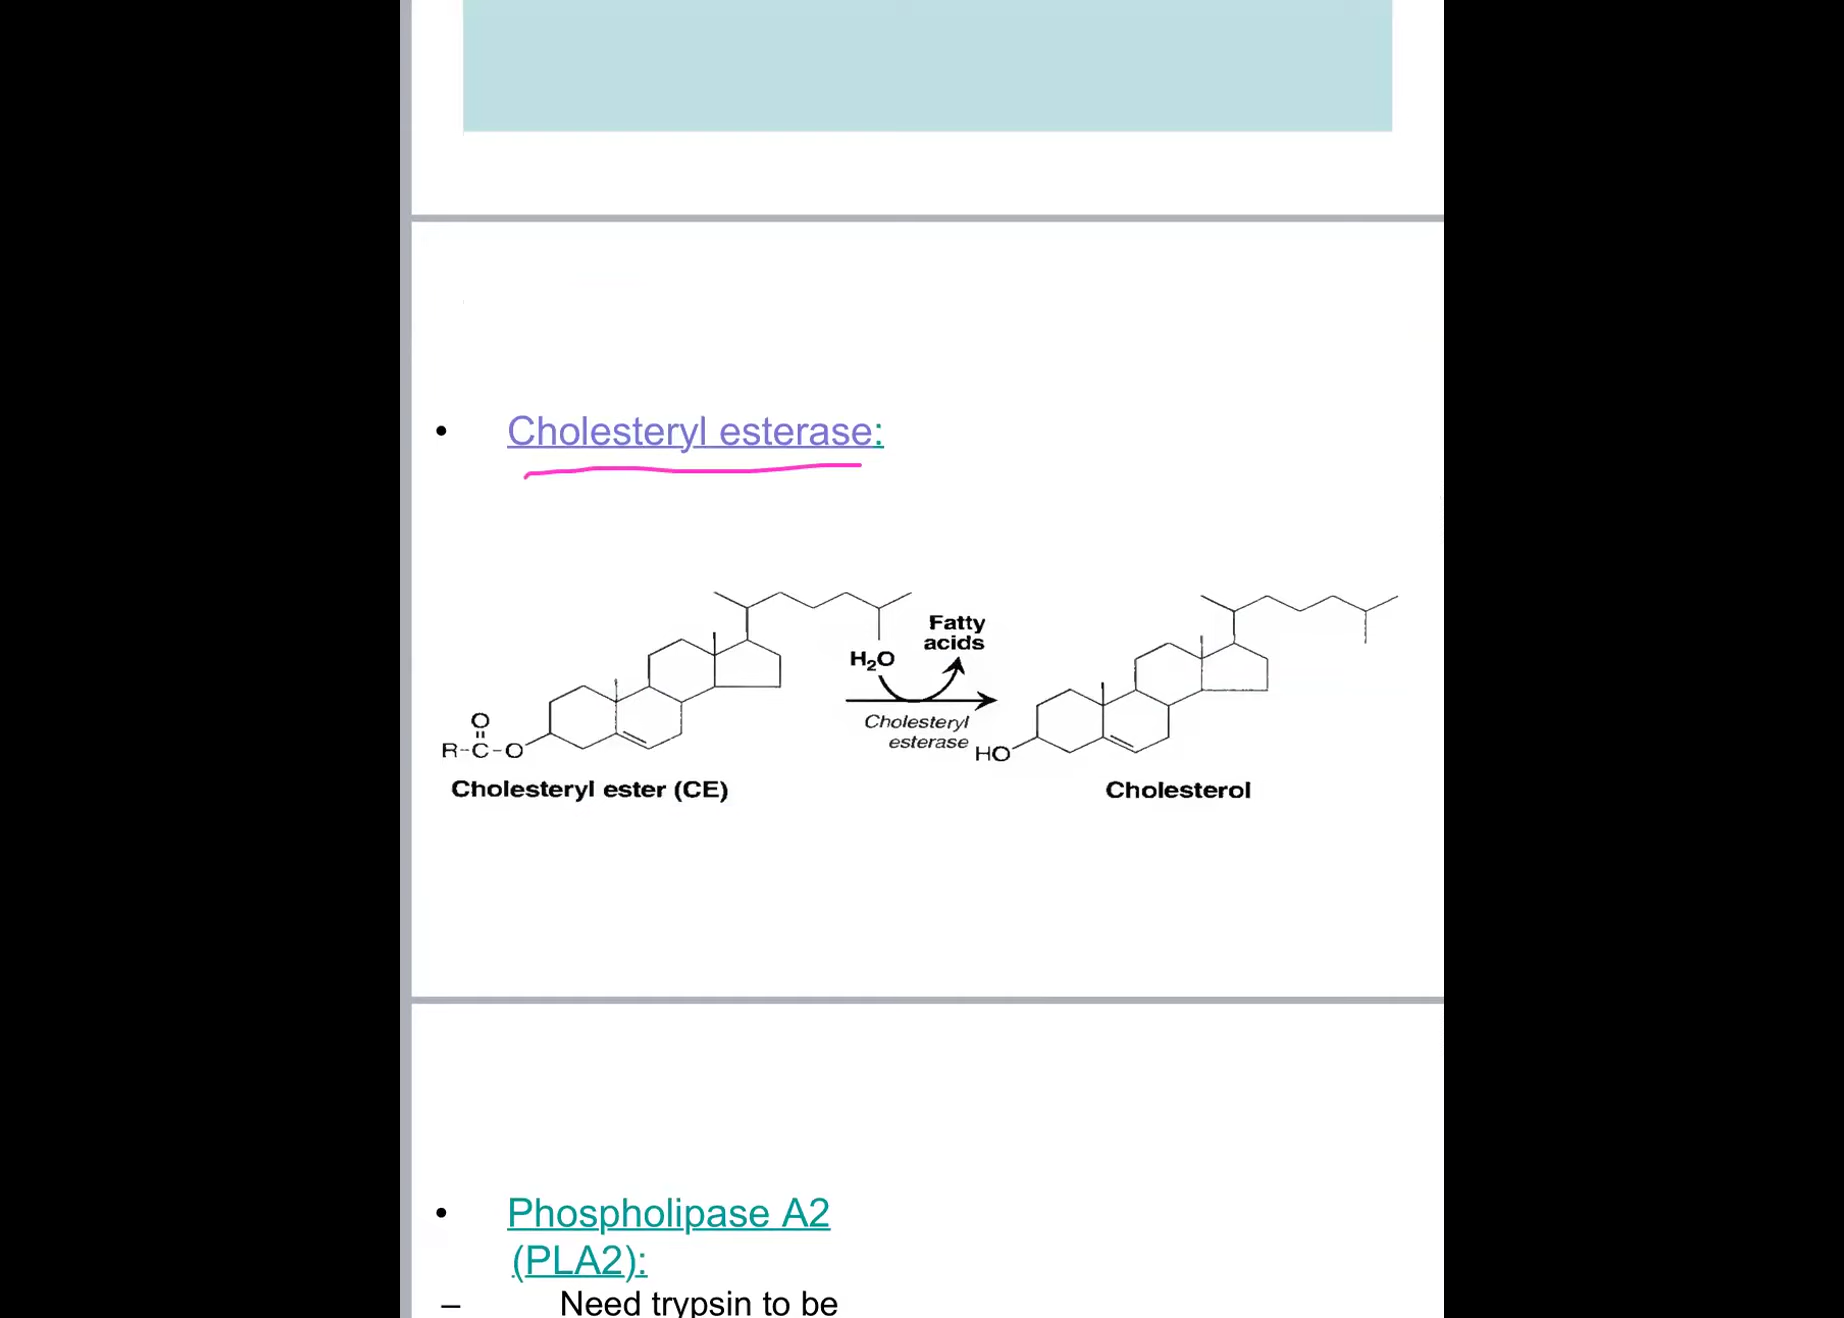 • Cholesteryl esterase:
Fatty
acids
H₂O
Cholesteryl
esterase
O
R-C-O
HO
Cholesteryl ester (CE)
Cholesterol
• Phospholipase A2
(PLA2):
– Need trypsin to be